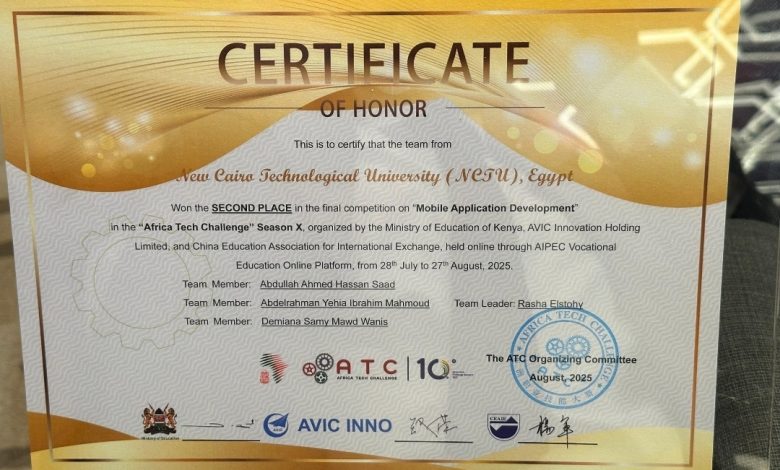 CERTIFICATE
OF HONOR
This is to certify that the team from
New Cairo Technological University (NCTU), Egypt
Won the SECOND PLACE in the final competition on "Mobile Application Development"
in the "Africa Tech Challenge" Season X, organized by the Ministry of Education of Kenya, AVIC Innovation Holding
Limited, and China Education Association for International Exchange, held online through AIPEC Vocational
Education Online Platform, from 28th July to 27th August, 2025.
Team Member: Abdullah Ahmed Hassan Saad
Team Member: Abdelrahman Yehia Ibrahim Mahmoud Team Leader: Rasha Elstohy
Team Member: Demiana Samy Mawd Wanis
ATC
AFRICA TECH CHALLENGE
10
AFRICA TECH CHALLENGE
ATC
The ATC Organizing Committee
August, 2025
Ministry of Education
AVIC INNO
CEAIE